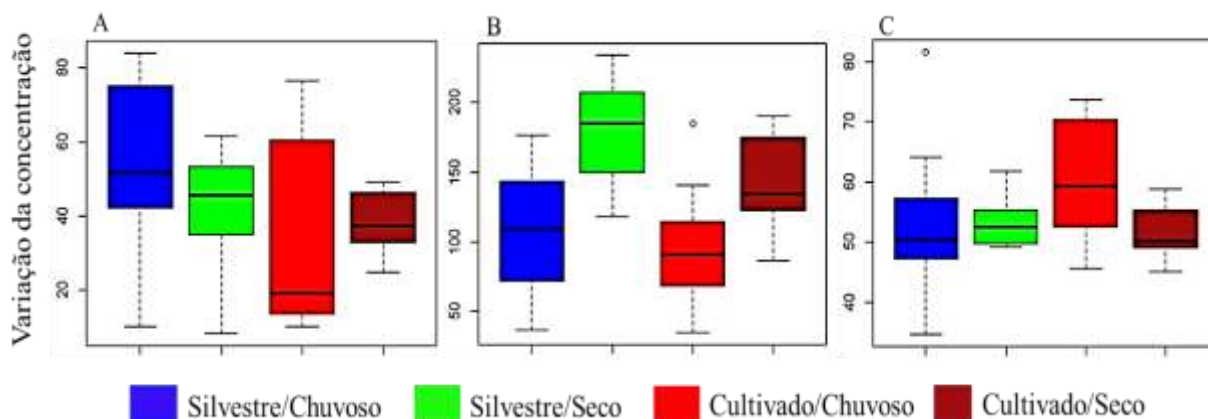 A
B
C
Variação da concentração
80
60
40
20
200
150
100
50
80
70
60
50
40
Silvestre/Chuvoso
Silvestre/Seco
Cultivado/Chuvoso
Cultivado/Seco